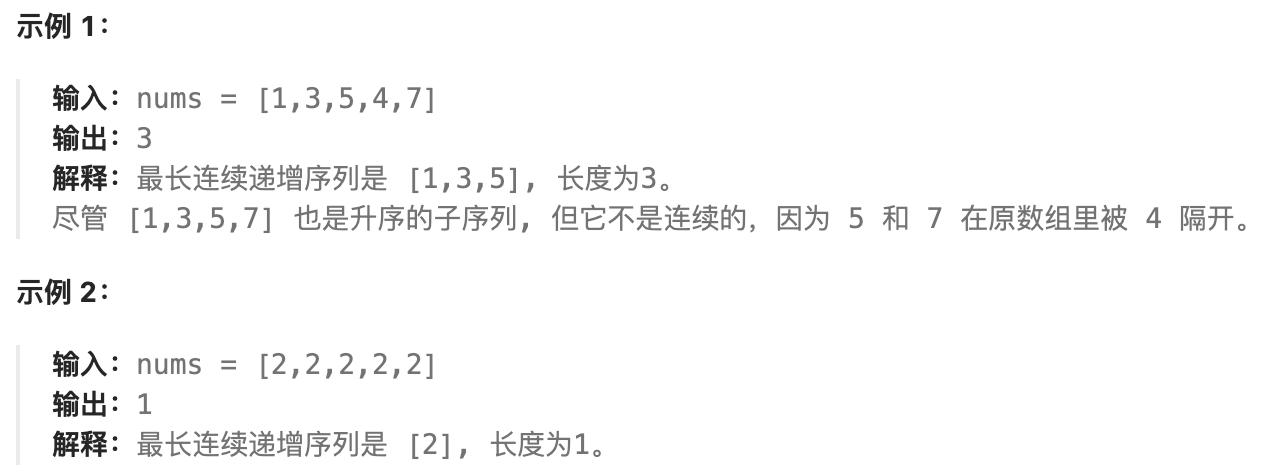 示例 1：
输入：nums = [1,3,5,4,7]
输出：3
解释：最长连续递增序列是 [1,3,5], 长度为3。
尽管 [1,3,5,7] 也是升序的子序列, 但它不是连续的，因为 5 和 7 在原数组里被 4 隔开。
示例 2：
输入：nums = [2,2,2,2,2]
输出：1
解释：最长连续递增序列是 [2], 长度为1。